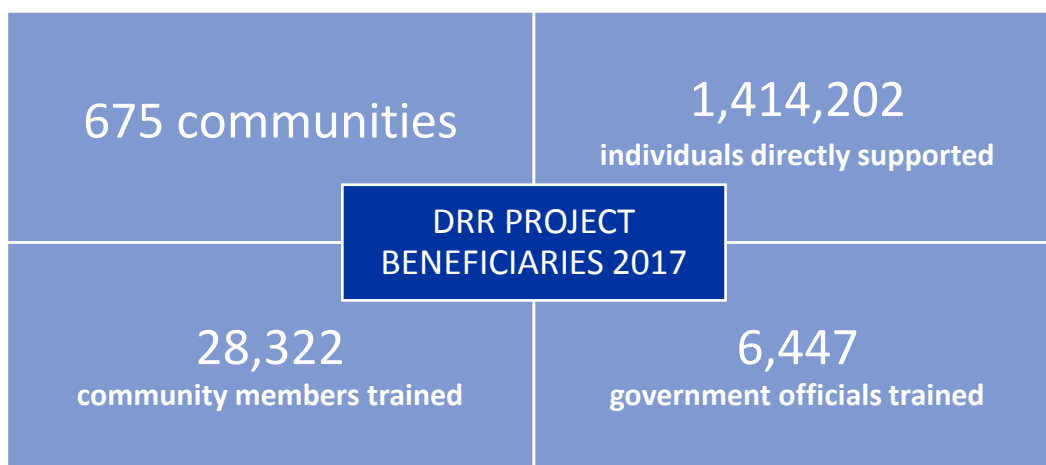 675 communities
1,414,202
individuals directly supported
DRR PROJECT
BENEFICIARIES 2017
28,322
community members trained
6,447
government officials trained